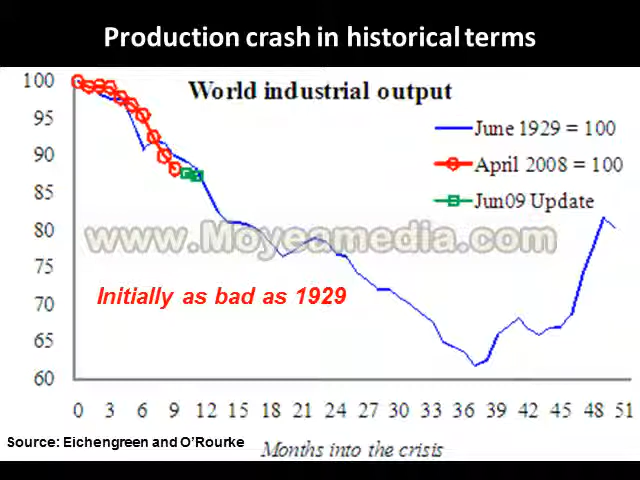 Production crash in historical terms
World industrial output
June 1929 = 100
April 2008 = 100
Jun09 Update
100
95
90
85
80
75
70
65
60
www.Moyeamedia.com
Initially as bad as 1929
0 3 6 9 12 15 18 21 24 27 30 33 36 39 42 45 48 51
Source: Eichengreen and O'Rourke
Months into the crisis